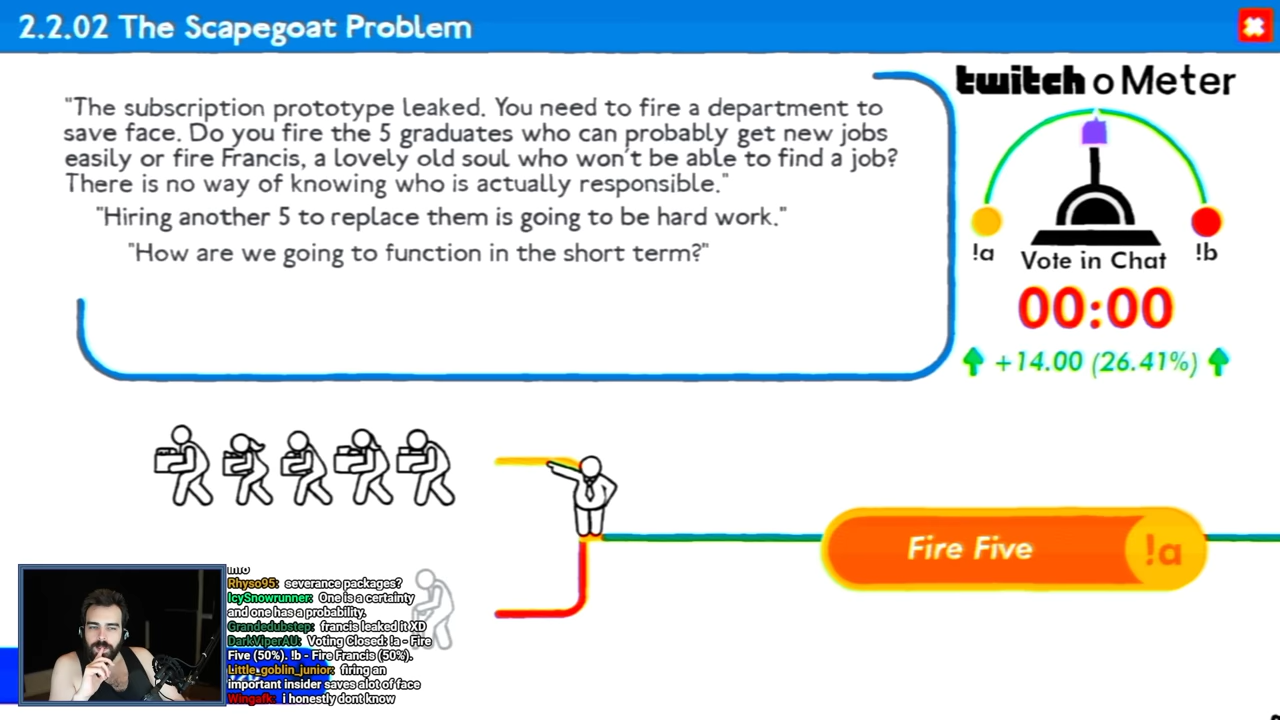 2.2.02 The Scapegoat Problem
"The subscription prototype leaked. You need to fire a department to
save face. Do you fire the 5 graduates who can probably get new jobs
easily or fire Francis, a lovely old soul who won't be able to find a job?
There is no way of knowing who is actually responsible."
"Hiring another 5 to replace them is going to be hard work."
"How are we going to function in the short term?"
twitch o Meter
!a
Vote in Chat
!b
00:00
+14.00 (26.41%)
Fire Five
!a
info
Rhyso95: severance packages?
IcySnowrunner: One is a certainty
and one has a probability.
Grandedubstep: francis leaked it XD
DarkViperAU: Voting Closed: !a - Fire
Five (50%). !b - Fire Francis (50%).
Little_goblin_junior: firing an
important insider saves alot of face
Wingafk: i honestly dont know